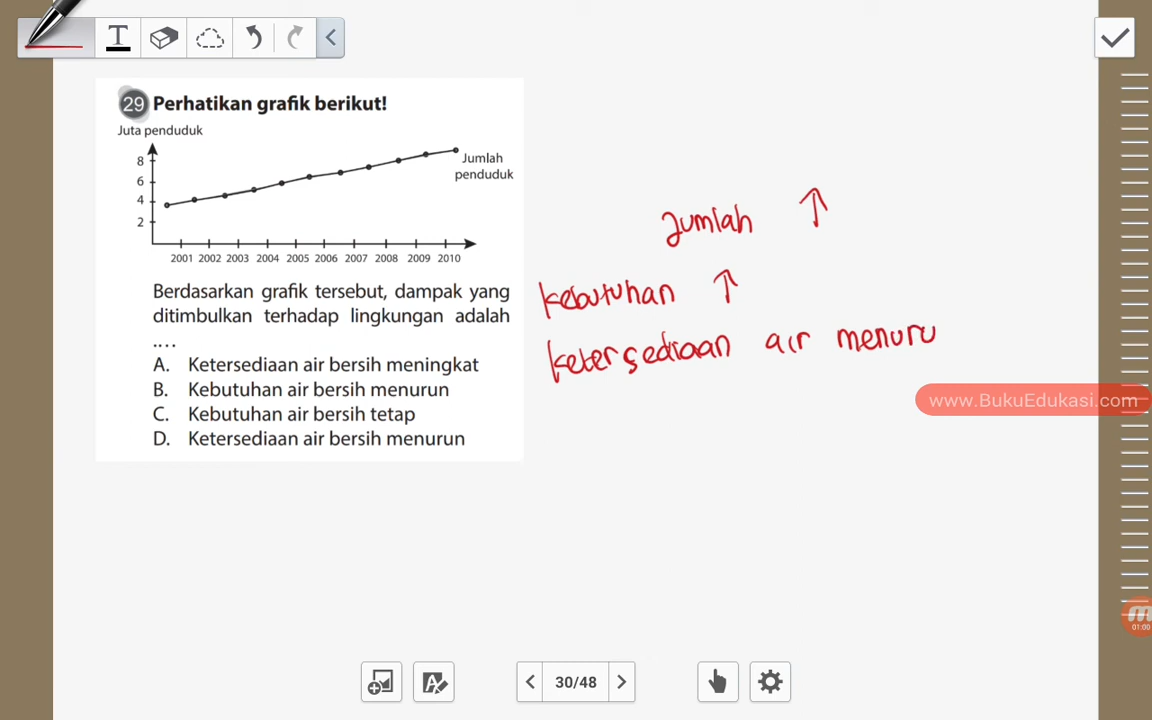 T
29 Perhatikan grafik berikut!
Juta penduduk
8
6
4
2
Jumlah
penduduk
2001 2002 2003 2004 2005 2006 2007 2008 2009 2010
Berdasarkan grafik tersebut, dampak yang
ditimbulkan terhadap lingkungan adalah
....
A. Ketersediaan air bersih meningkat
B. Kebutuhan air bersih menurun
C. Kebutuhan air bersih tetap
D. Ketersediaan air bersih menurun
Jumlah ↑
kebutuhan ↑
ketersediaan air menuru
www.BukuEdukasi.com
01:00
30/48